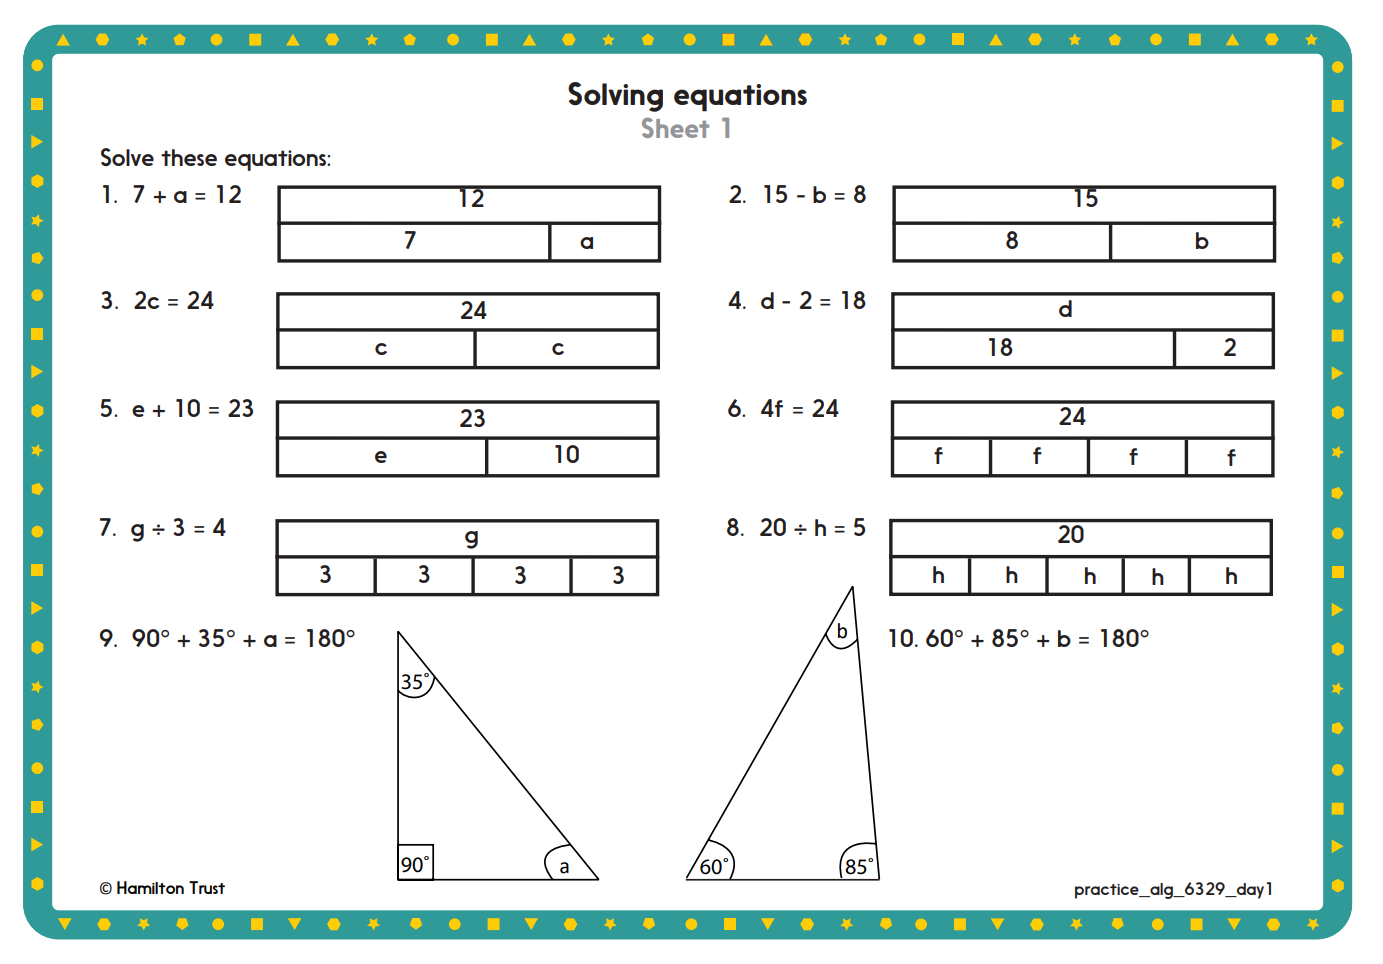 Solving equations
Sheet 1
Solve these equations:
1. 7 + a = 12
12
7 a
2. 15 - b = 8
15
8 b
3. 2c = 24
24
c c
4. d - 2 = 18
d
18 2
5. e + 10 = 23
23
e 10
6. 4f = 24
24
f f f f
7. g ÷ 3 = 4
g
3 3 3 3
8. 20 ÷ h = 5
20
h h h h h
9. 90° + 35° + a = 180°
35°
90° a
b
60° 85°
10. 60° + 85° + b = 180°
© Hamilton Trust
practice_alg_6329_day1